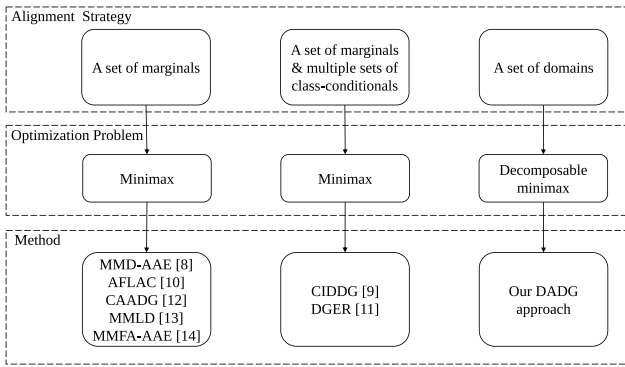 Alignment Strategy
A set of marginals
A set of marginals
& multiple sets of
class-conditionals
A set of domains
Optimization Problem
Minimax
Minimax
Decomposable
minimax
Method
MMD-AAE [8]
AFLAC [10]
CAADG [12]
MMLD [13]
MMFA-AAE [14]
CIDDG [9]
DGER [11]
Our DADG
approach